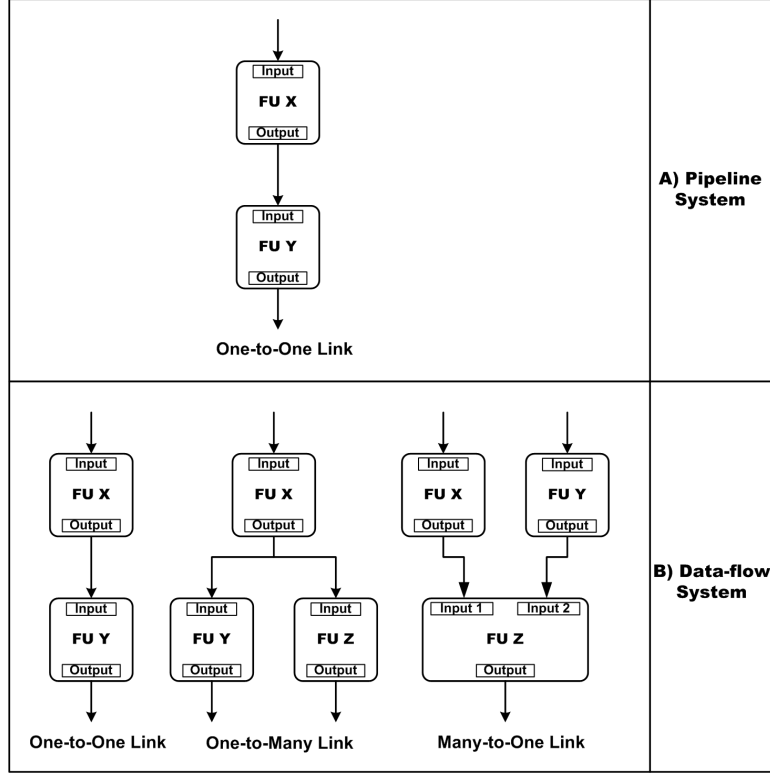 Input
FU X
Output
Input
FU Y
Output
One-to-One Link
A) Pipeline
System
Input
FU X
Output
Input
FU Y
Output
One-to-One Link
Input
FU X
Output
Input
FU Y
Output
Input
FU Z
Output
One-to-Many Link
Input
FU X
Output
Input
FU Y
Output
Input 1
Input 2
FU Z
Output
Many-to-One Link
B) Data-flow
System